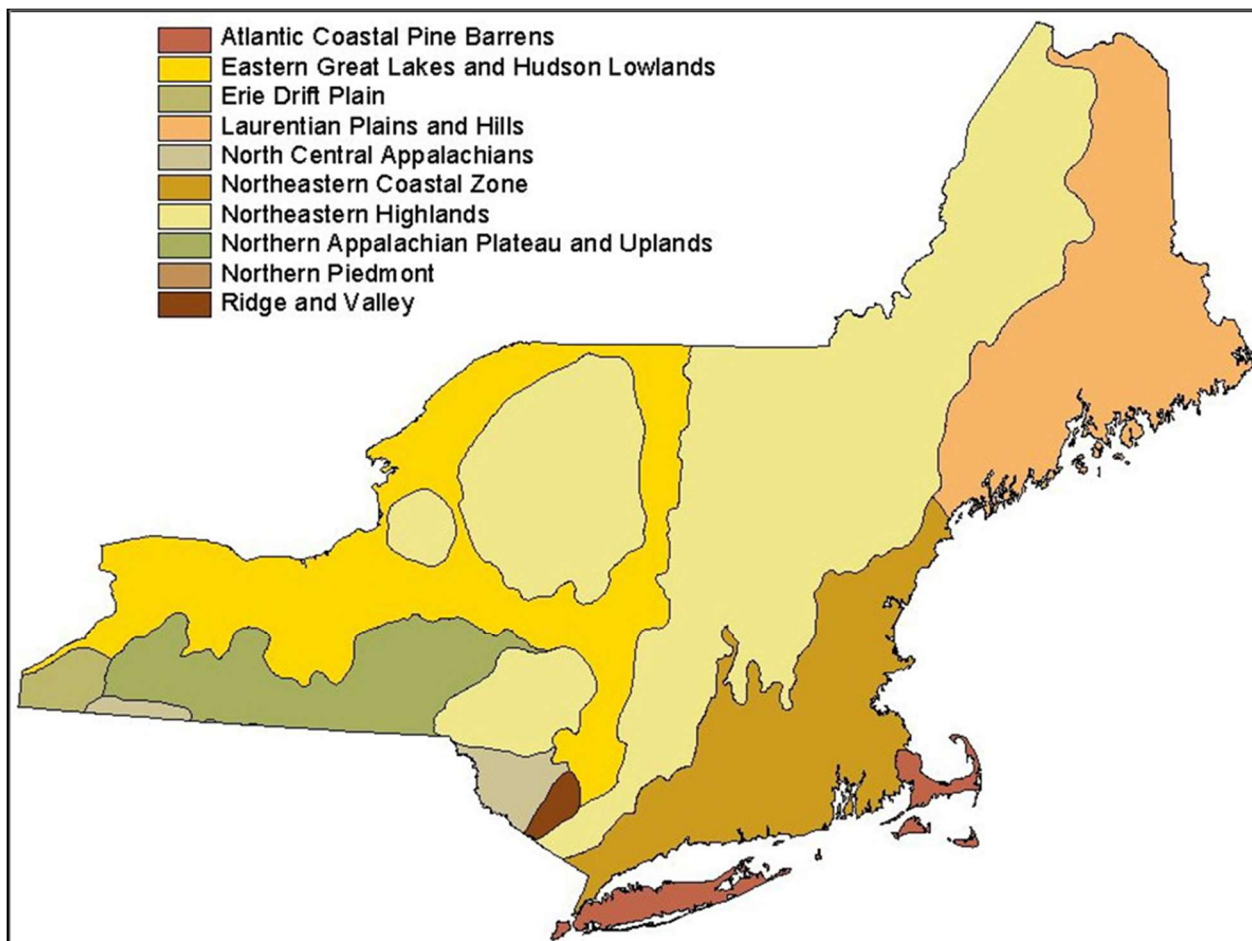 Atlantic Coastal Pine Barrens
Eastern Great Lakes and Hudson Lowlands
Erie Drift Plain
Laurentian Plains and Hills
North Central Appalachians
Northeastern Coastal Zone
Northeastern Highlands
Northern Appalachian Plateau and Uplands
Northern Piedmont
Ridge and Valley